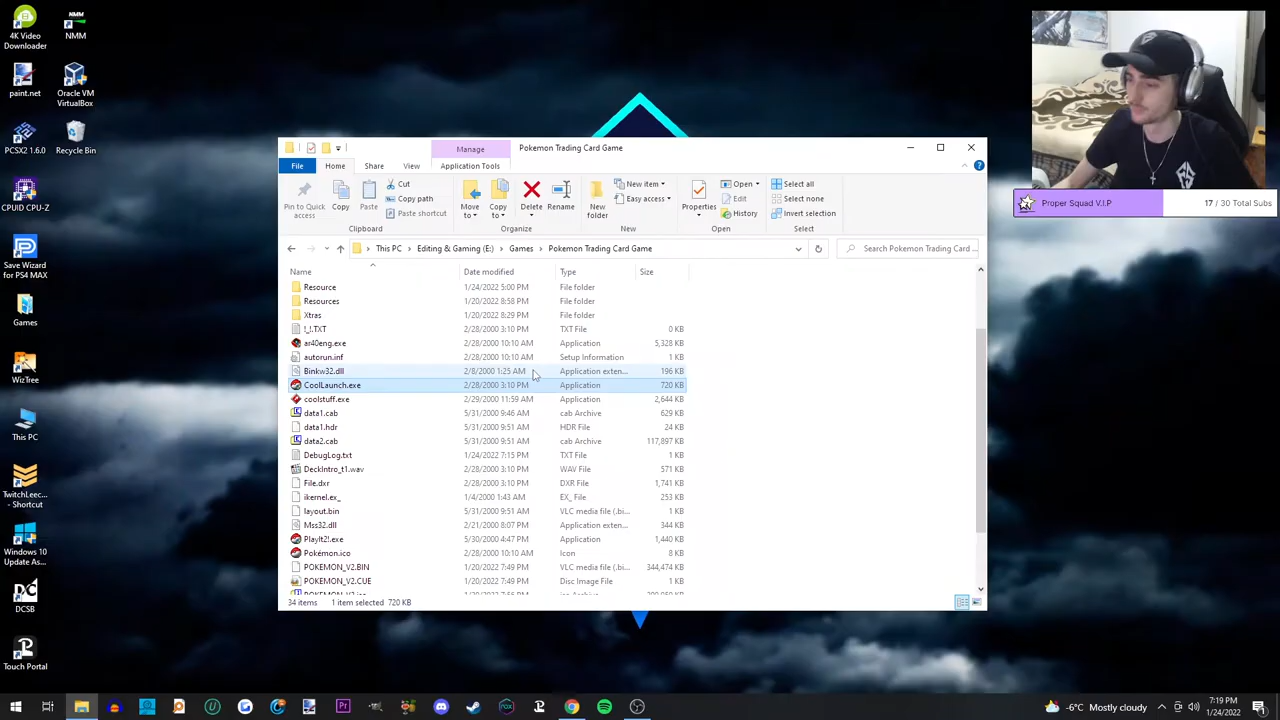 4K Video
Downloader
NMM
paint.net
Oracle VM
VirtualBox
PCSX2 1.6.0
Recycle Bin
CPUID CPU-Z
Save Wizard
for PS4 MAX
Games
WizTree
This PC
TwitchLeec...
- Shortcut
Windows 10
Update As...
DCSB
Touch Portal
Manage
Pokemon Trading Card Game
File
Home
Share
View
Application Tools
Pin to Quick
access
Copy
Paste
Cut
Copy path
Paste shortcut
Clipboard
Move
to
Copy
to
Delete
Rename
Organize
New
folder
New item
Easy access
New
Properties
Open
Edit
History
Open
Select all
Select none
Invert selection
Select
This PC > Editing & Gaming (E:) > Games > Pokemon Trading Card Game
Search Pokemon Trading Card ...
Name Date modified Type Size
Resource 1/24/2022 5:00 PM File folder
Resources 1/20/2022 8:58 PM File folder
Xtras 1/20/2022 8:29 PM File folder
!_!.TXT 2/28/2000 3:10 PM TXT File 0 KB
ar40eng.exe 2/28/2000 10:10 AM Application 5,328 KB
autorun.inf 2/28/2000 10:10 AM Setup Information 1 KB
Binkw32.dll 2/8/2000 1:25 AM Application exten... 196 KB
CoolLaunch.exe 2/28/2000 3:10 PM Application 720 KB
coolstuff.exe 2/29/2000 11:59 AM Application 2,644 KB
data1.cab 5/31/2000 9:46 AM cab Archive 629 KB
data1.hdr 5/31/2000 9:51 AM HDR File 24 KB
data2.cab 5/31/2000 9:51 AM cab Archive 117,897 KB
DebugLog.txt 1/24/2022 7:15 PM TXT File 1 KB
DeckIntro_t1.wav 2/28/2000 3:10 PM WAV File 571 KB
File.dxr 2/28/2000 3:10 PM DXR File 1,741 KB
ikernel.ex_ 1/4/2000 1:43 AM EX_ File 253 KB
layout.bin 5/31/2000 9:51 AM VLC media file (.bi... 1 KB
Mss32.dll 2/21/2000 8:07 PM Application exten... 344 KB
PlayIt2!.exe 5/30/2000 4:47 PM Application 1,440 KB
Pokémon.ico 2/28/2000 10:10 AM Icon 8 KB
POKEMON_V2.BIN 1/20/2022 7:49 PM VLC media file (.bi... 344,474 KB
POKEMON_V2.CUE 1/20/2022 7:49 PM Disc Image File 1 KB
34 items 1 item selected 720 KB
Proper Squad V.I.P 17 / 30 Total Subs
-6°C Mostly cloudy
7:19 PM
1/24/2022